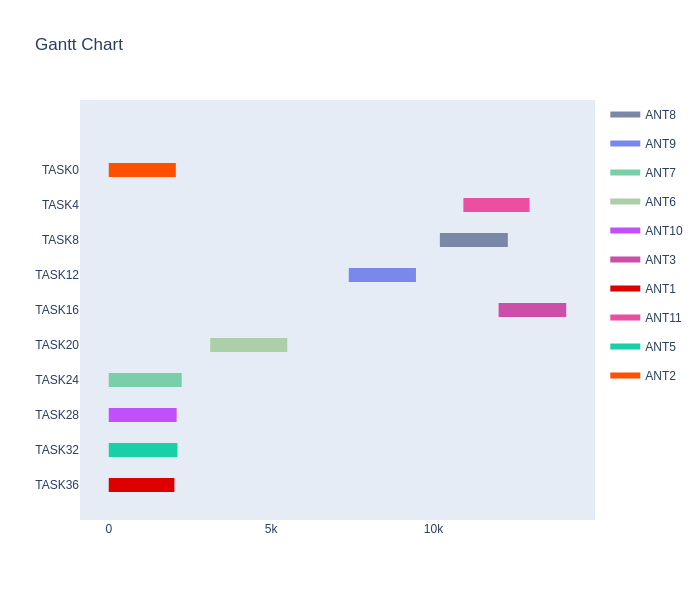 Gantt Chart
TASK0
TASK4
TASK8
TASK12
TASK16
TASK20
TASK24
TASK28
TASK32
TASK36
0
5k
10k
ANT8
ANT9
ANT7
ANT6
ANT10
ANT3
ANT1
ANT11
ANT5
ANT2